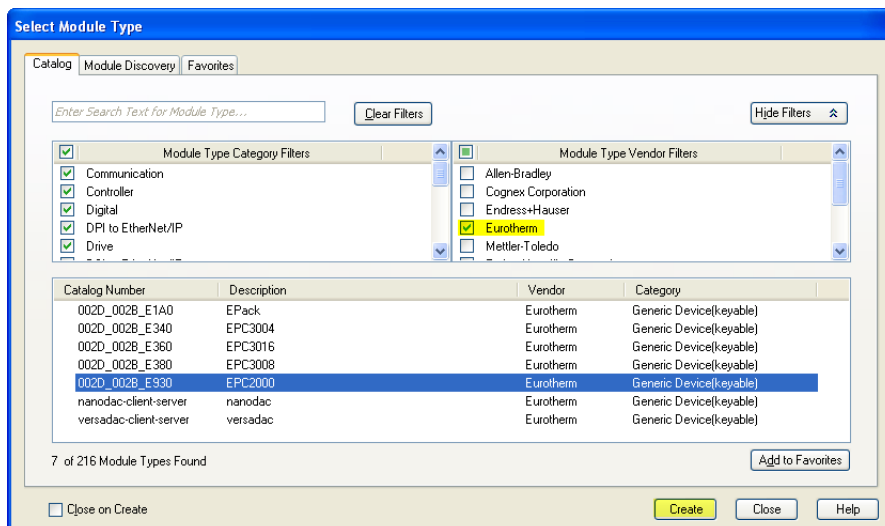 Select Module Type
Catalog Module Discovery Favorites
Enter Search Text for Module Type... Clear Filters Hide Filters
Module Type Category Filters Module Type Vendor Filters
Communication Allen-Bradley
Controller Cognex Corporation
Digital Endress+Hauser
DPI to EtherNet/IP Eurotherm
Drive Mettler-Toledo
Catalog Number Description Vendor Category
002D_002B_E1A0 EPack Eurotherm Generic Device(keyable)
002D_002B_E340 EPC3004 Eurotherm Generic Device(keyable)
002D_002B_E360 EPC3016 Eurotherm Generic Device(keyable)
002D_002B_E380 EPC3008 Eurotherm Generic Device(keyable)
002D_002B_E930 EPC2000 Eurotherm Generic Device(keyable)
nanodac-client-server nanodac Eurotherm Generic Device(keyable)
versadac-client-server versadac Eurotherm Generic Device(keyable)
7 of 216 Module Types Found Add to Favorites
Close on Create Create Close Help